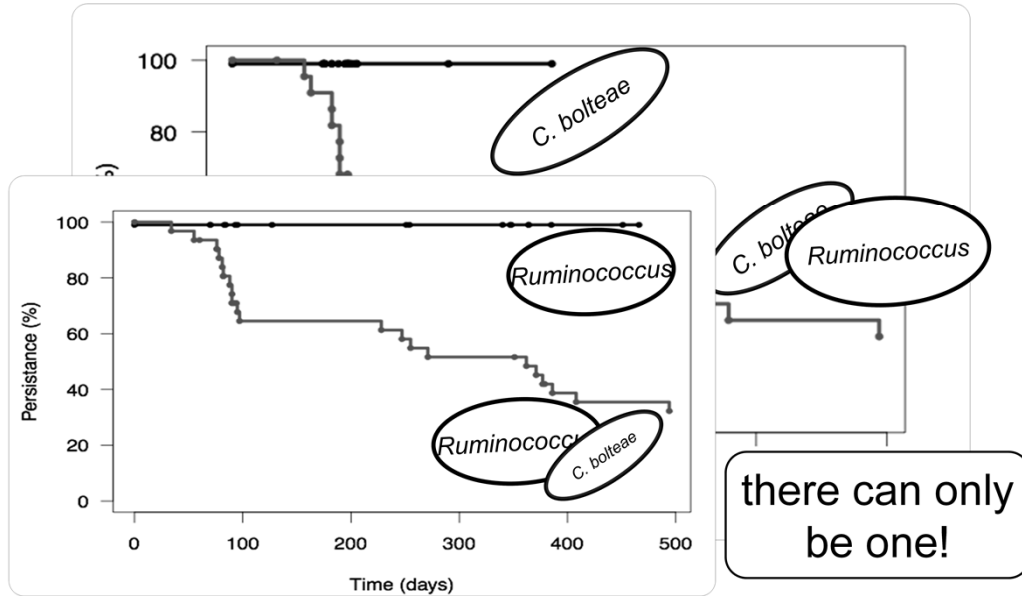 100
80
C. bolteae
C. bolteae
Ruminococcus
100
80
60
40
20
0
Persistance (%)
Ruminococcus
Ruminococcus
C. bolteae
0 100 200 300 400 500
Time (days)
there can only
be one!